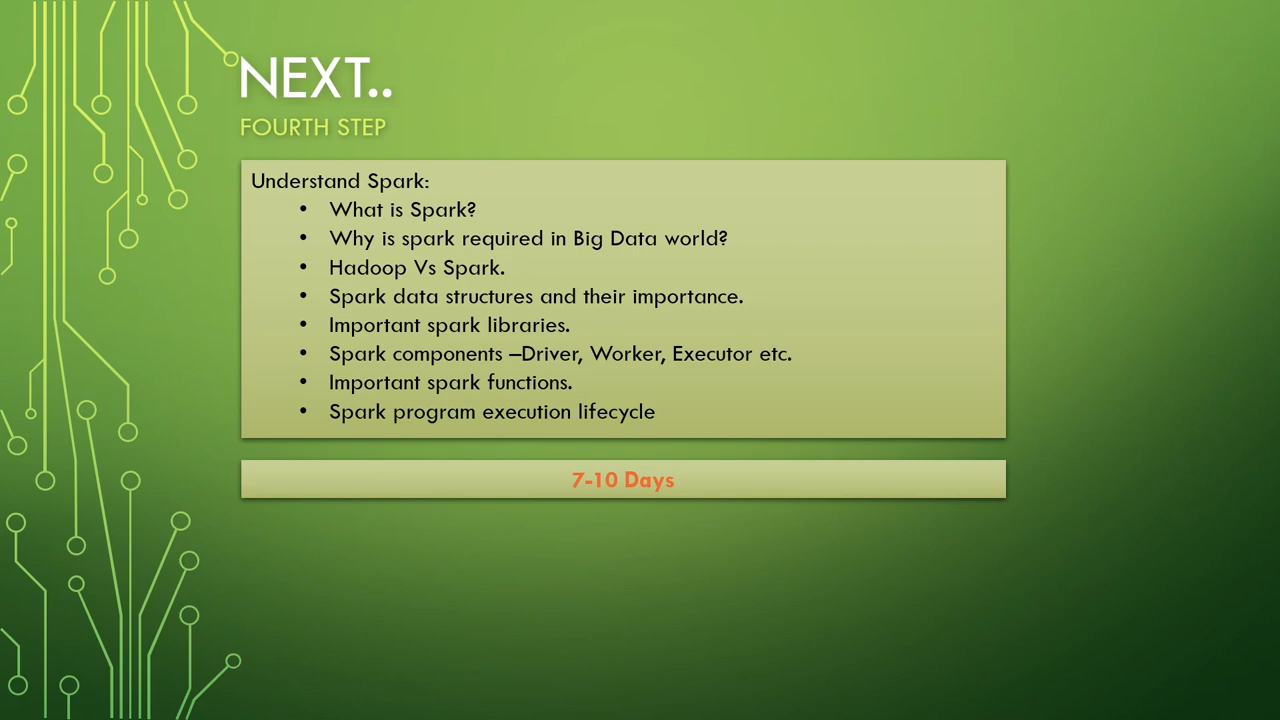 NEXT..
FOURTH STEP
Understand Spark:
• What is Spark?
• Why is spark required in Big Data world?
• Hadoop Vs Spark.
• Spark data structures and their importance.
• Important spark libraries.
• Spark components –Driver, Worker, Executor etc.
• Important spark functions.
• Spark program execution lifecycle
7-10 Days